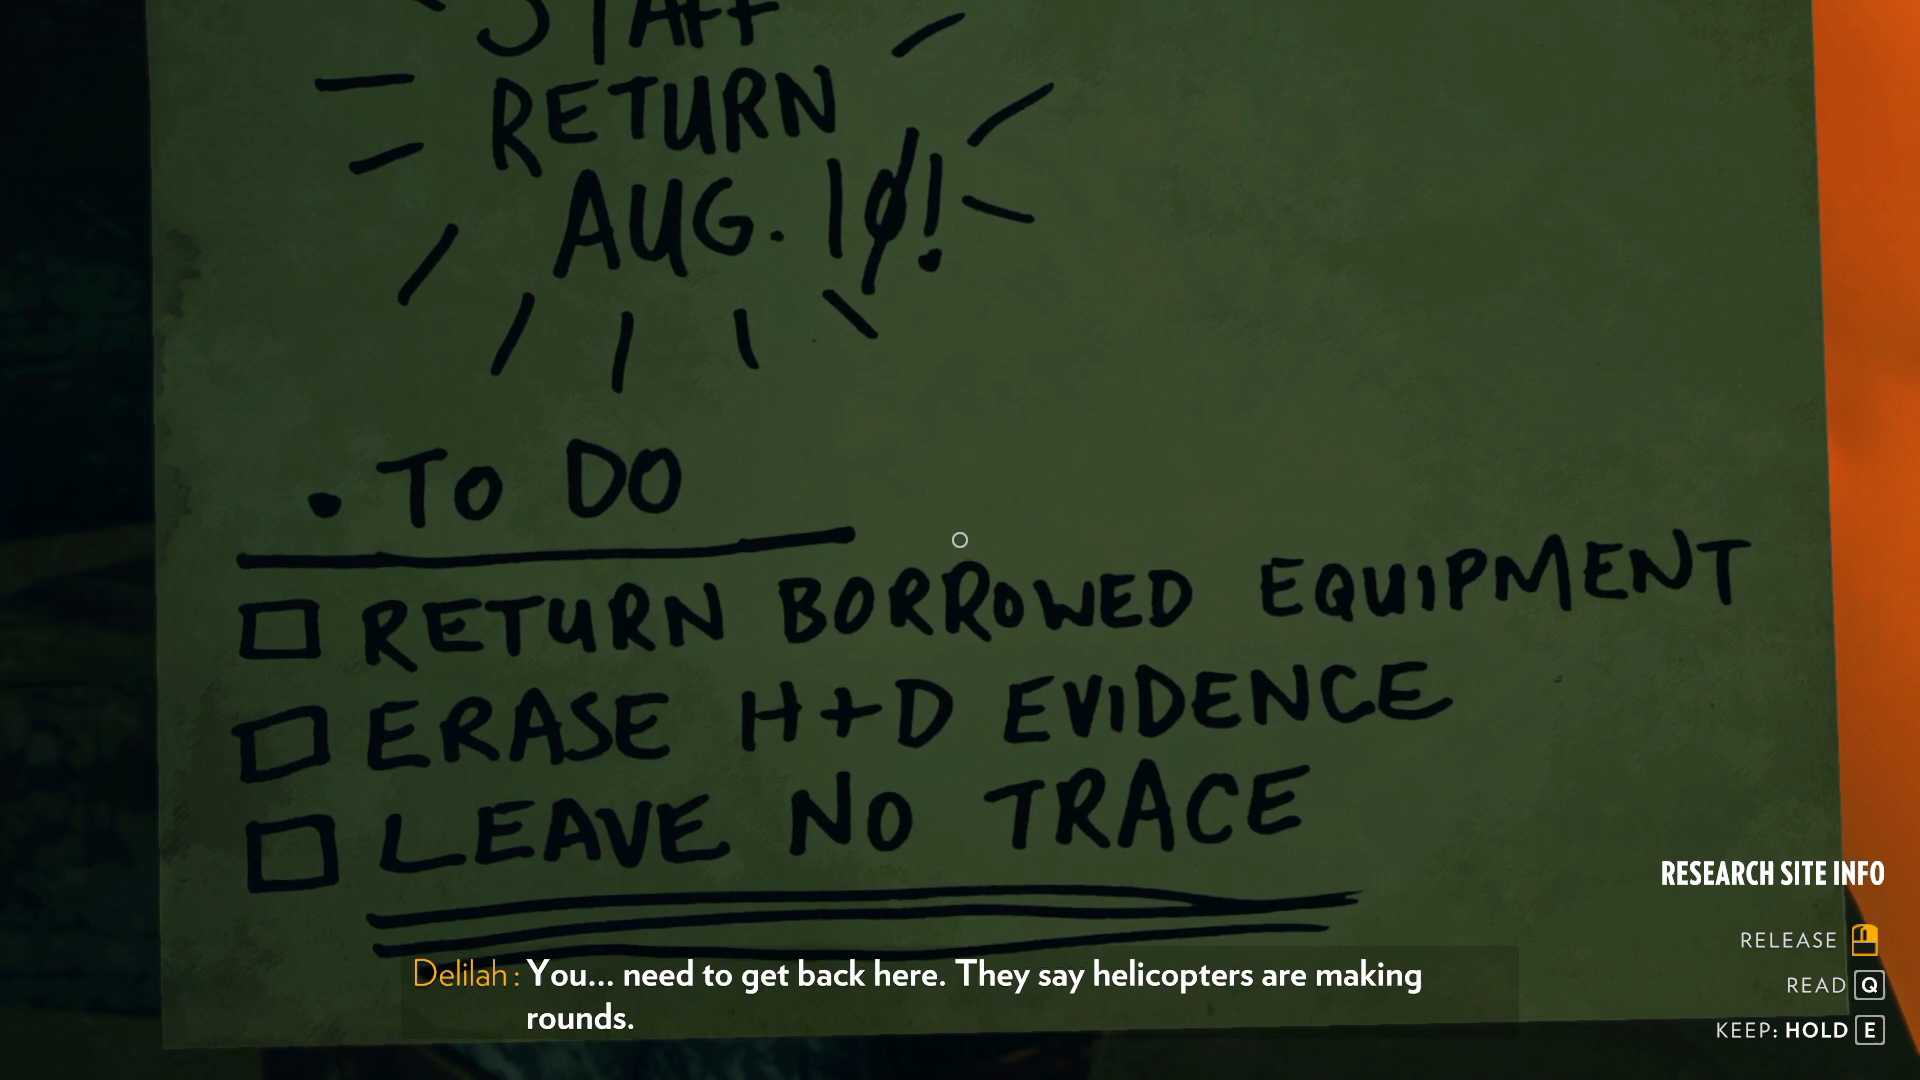 STAFF
RETURN
AUG. 10!
• TO DO
RETURN BORROWED EQUIPMENT
ERASE H+D EVIDENCE
LEAVE NO TRACE
RESEARCH SITE INFO
RELEASE
READ Q
KEEP: HOLD E
Delilah: You... need to get back here. They say helicopters are making
rounds.